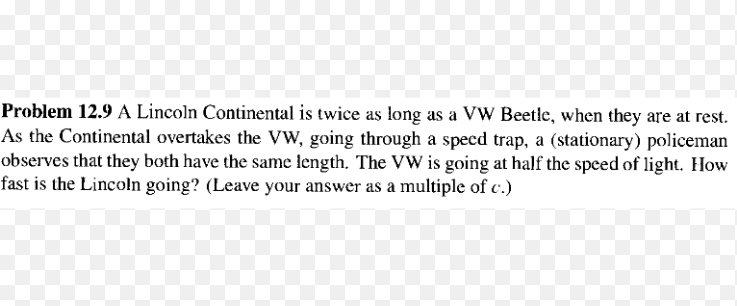 Problem 12.9 A Lincoln Continental is twice as long as a VW Beetle, when they are at rest.
As the Continental overtakes the VW, going through a speed trap, a (stationary) policeman
observes that they both have the same length. The VW is going at half the speed of light. How
fast is the Lincoln going? (Leave your answer as a multiple of c.)